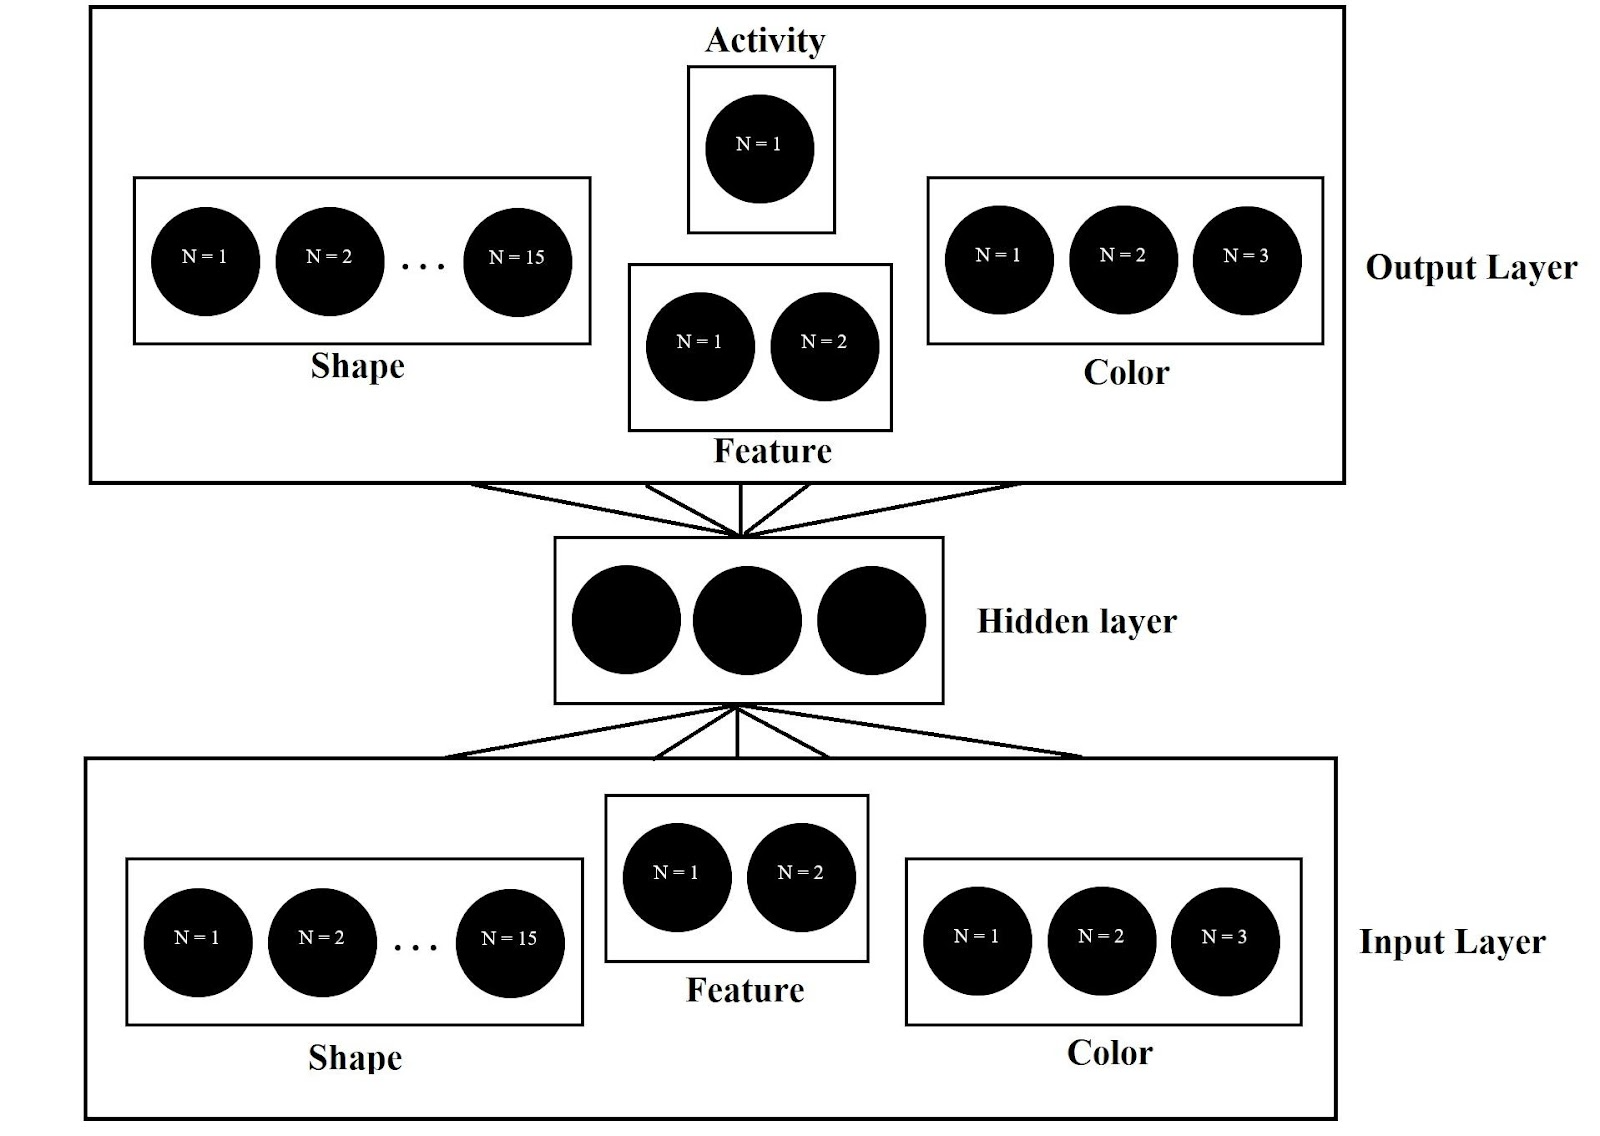 Activity
N = 1
N = 1 N = 2 ... N = 15
N = 1 N = 2 N = 3
Output Layer
N = 1 N = 2
Shape
Color
Feature
Hidden layer
N = 1 N = 2
N = 1 N = 2 ... N = 15
N = 1 N = 2 N = 3
Input Layer
Feature
Shape
Color